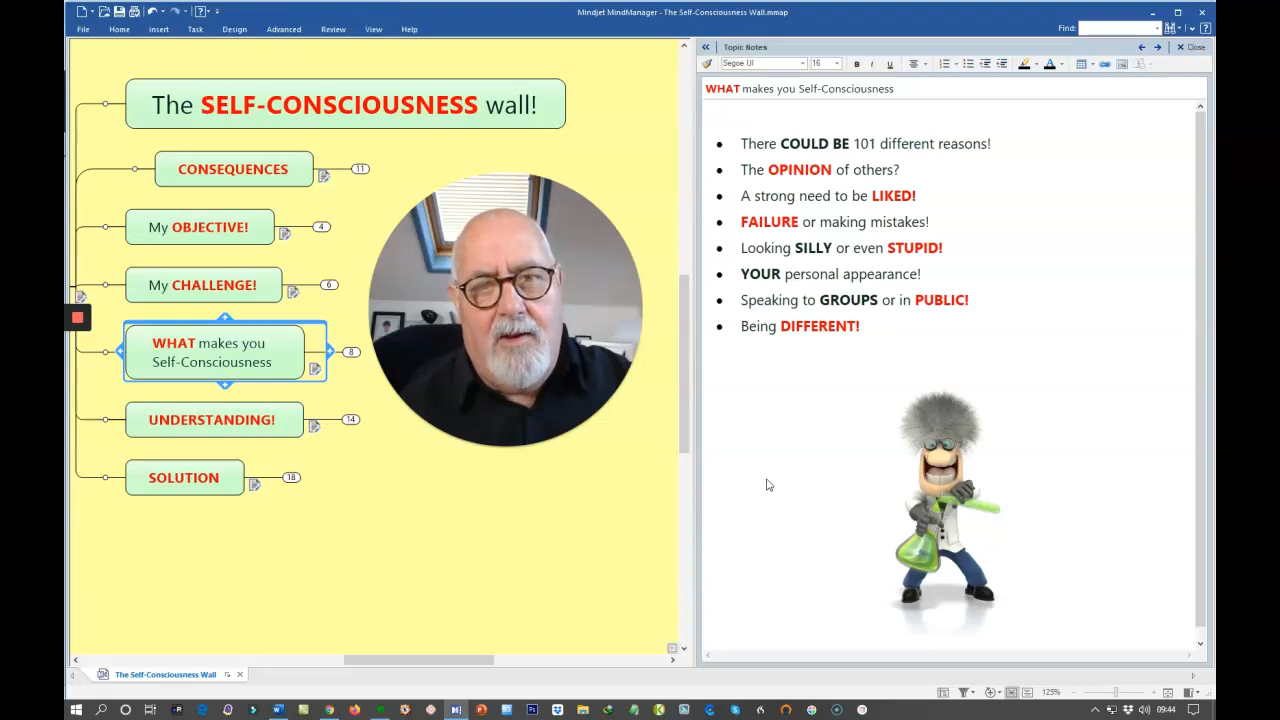 Mindjet MindManager - The Self-Consciousness Wall.mmap
File Home Insert Task Design Advanced Review View Help
Find:
The SELF-CONSCIOUSNESS wall!
CONSEQUENCES
11
My OBJECTIVE!
4
My CHALLENGE!
6
WHAT makes you
Self-Consciousness
8
UNDERSTANDING!
14
SOLUTION
18
Topic Notes
Close
Segoe UI 16 B I U
WHAT makes you Self-Consciousness
• There COULD BE 101 different reasons!
• The OPINION of others?
• A strong need to be LIKED!
• FAILURE or making mistakes!
• Looking SILLY or even STUPID!
• YOUR personal appearance!
• Speaking to GROUPS or in PUBLIC!
• Being DIFFERENT!
The Self-Consciousness Wall
125%
09:44